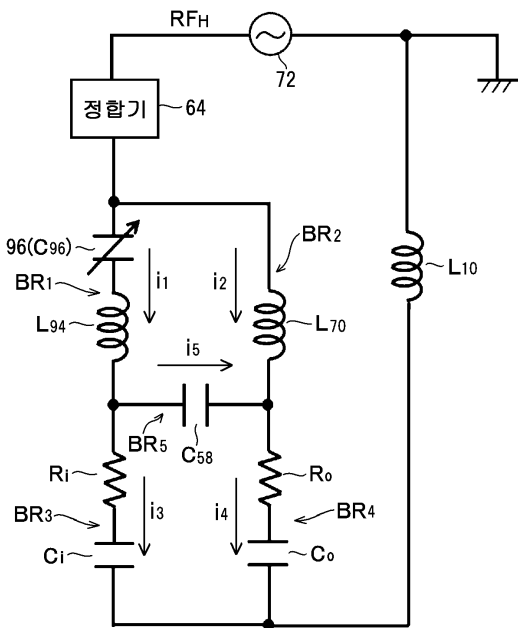 RFH
72
정합기
64
96(C96)
BR1
i1
i2
BR2
L10
L94
L70
i5
BR5
C58
Ri
Ro
BR3
i3
i4
BR4
Ci
Co